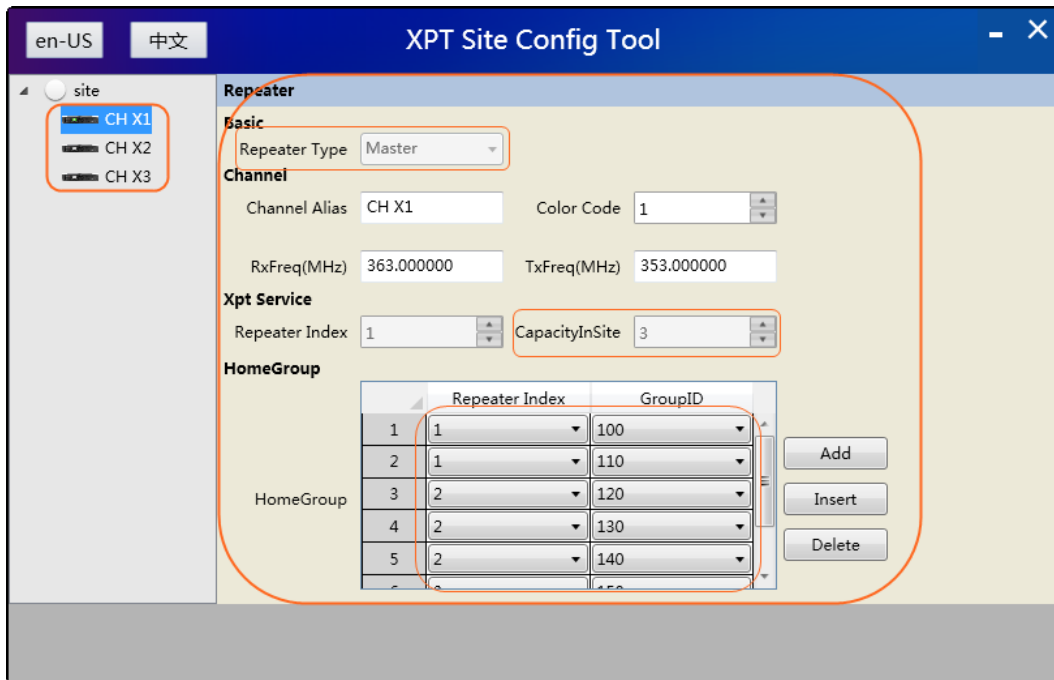 en-US 中文 XPT Site Config Tool
site
CH X1
CH X2
CH X3
Repeater
Basic
Repeater Type Master
Channel
Channel Alias CH X1 Color Code 1
RxFreq(MHz) 363.000000 TxFreq(MHz) 353.000000
Xpt Service
Repeater Index 1 CapacityInSite 3
HomeGroup
Repeater Index GroupID
1 1 100
2 1 110
3 2 120
4 2 130
5 2 140
HomeGroup
Add
Insert
Delete